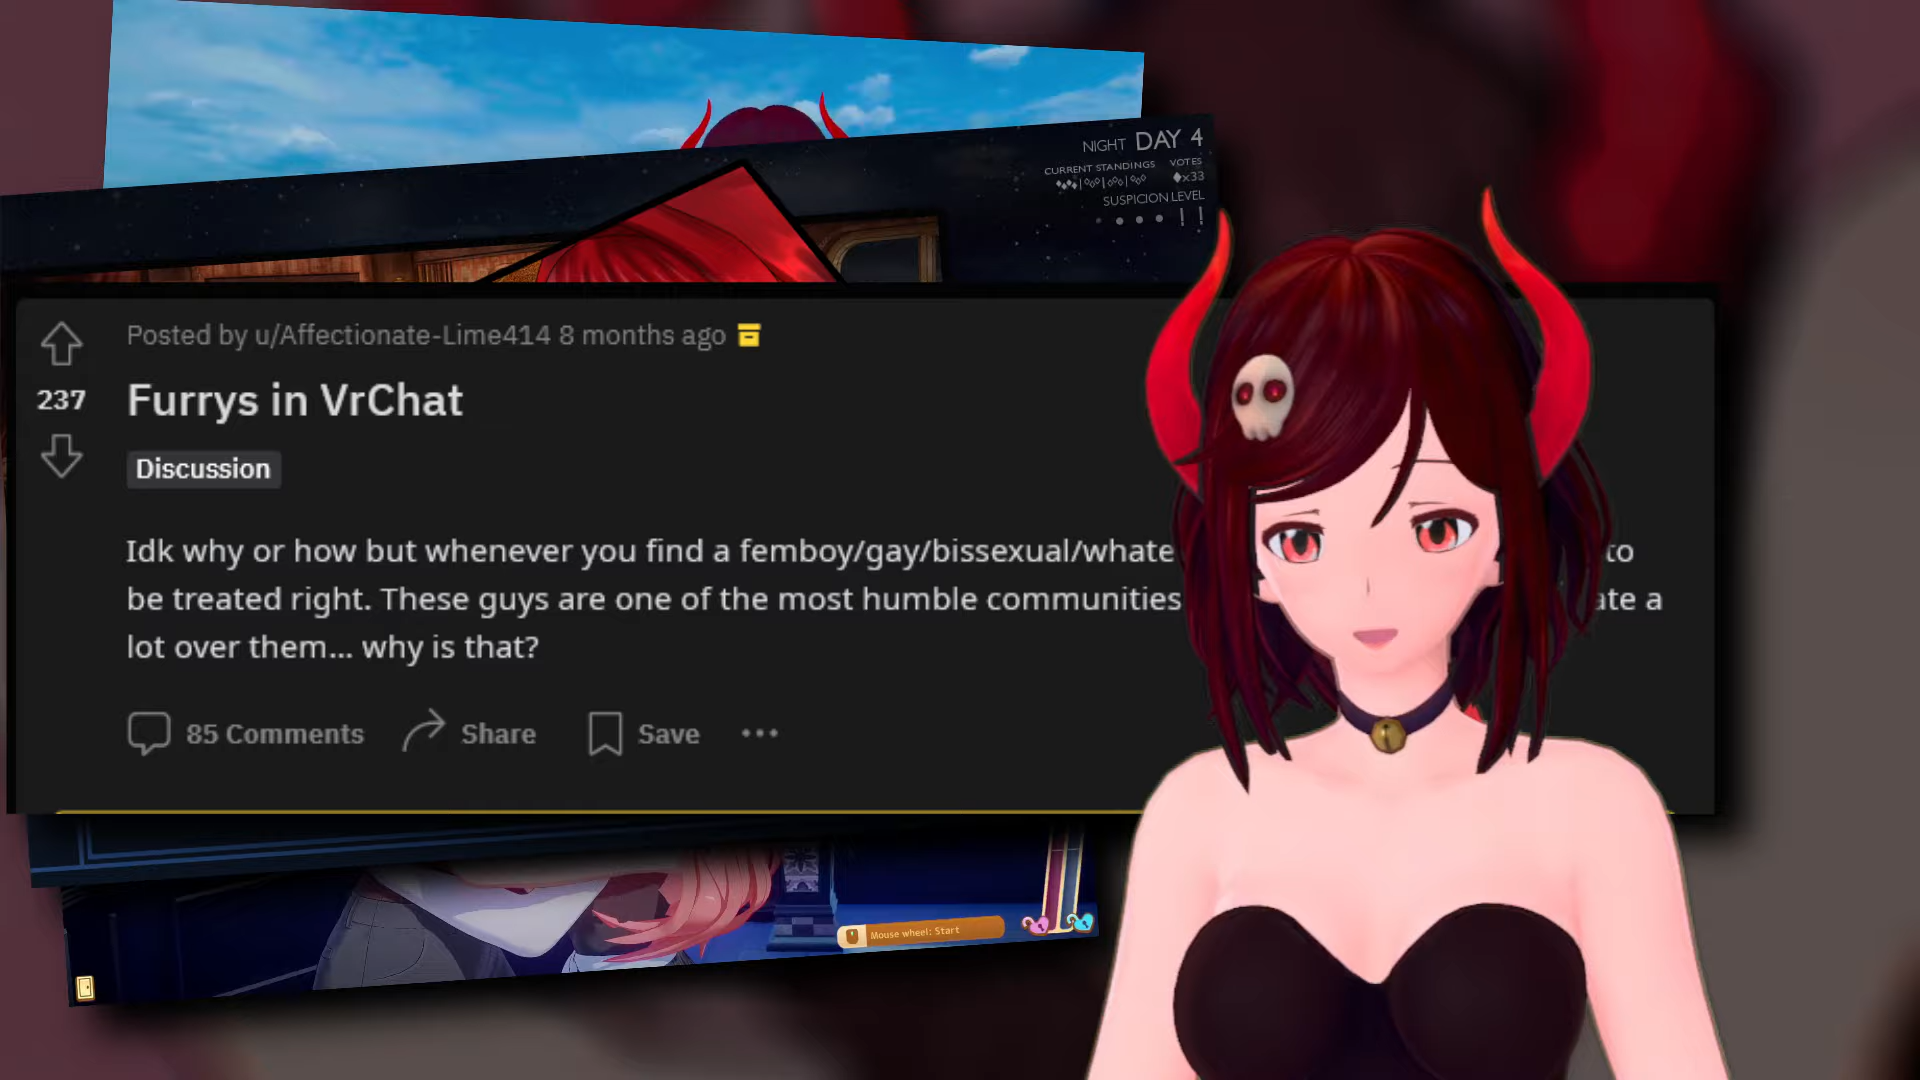 NIGHT DAY 4
CURRENT STANDINGS VOTES
x33
SUSPICION LEVEL
Posted by u/Affectionate-Lime414 8 months ago
237
Furrys in VrChat
Discussion
Idk why or how but whenever you find a femboy/gay/bissexual/whate to
be treated right. These guys are one of the most humble communities ate a
lot over them... why is that?
85 Comments Share Save ...
Mouse wheel: Start